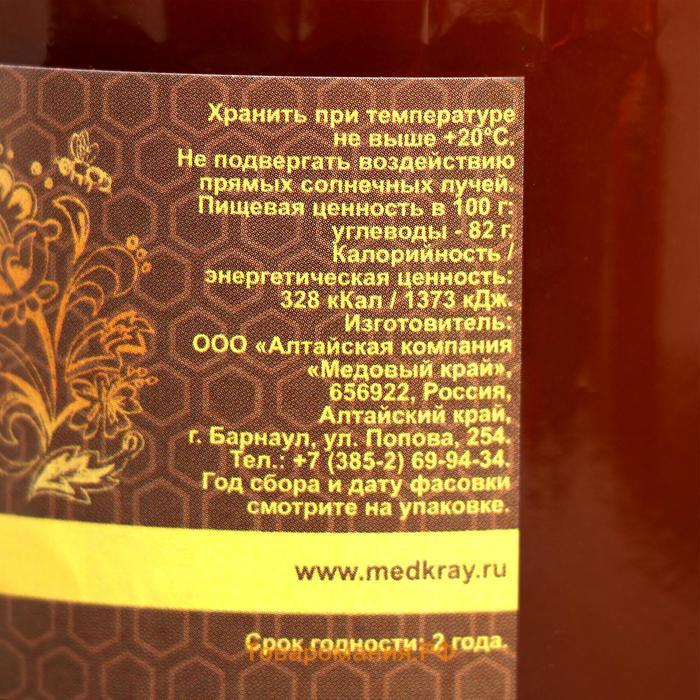 Хранить при температуре
не выше +20°С.
Не подвергать воздействию
прямых солнечных лучей.
Пищевая ценность в 100 г:
углеводы - 82 г.
Калорийность /
энергетическая ценность:
328 кКал / 1373 кДж.
Изготовитель:
ООО «Алтайская компания
«Медовый край»,
656922, Россия,
Алтайский край,
г. Барнаул, ул. Попова, 254.
Тел.: +7 (385-2) 69-94-34.
Год сбора и дату фасовки
смотрите на упаковке.
www.medkray.ru
Срок годности: 2 года.
Товаромания.РФ